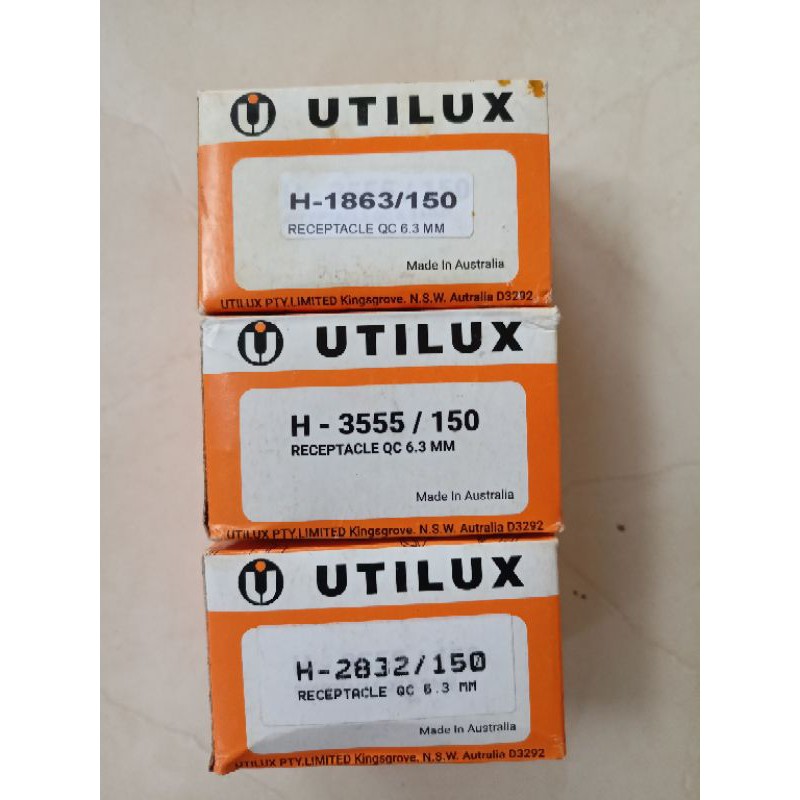 UTILUX
H-1863/150
RECEPTACLE QC 6.3 MM
Made In Australia
UTILUX PTY.LIMITED Kingsgrove. N.S.W. Autralia D3292
UTILUX
H - 3555 / 150
RECEPTACLE QC 6.3 MM
Made In Australia
UTILUX PTY.LIMITED Kingsgrove. N.S.W. Autralia D3292
UTILUX
H-2832/150
RECEPTACLE QC 6.3 MM
Made In Australia
UTILUX PTY.LIMITED Kingsgrove. N.S.W. Autralia D3292